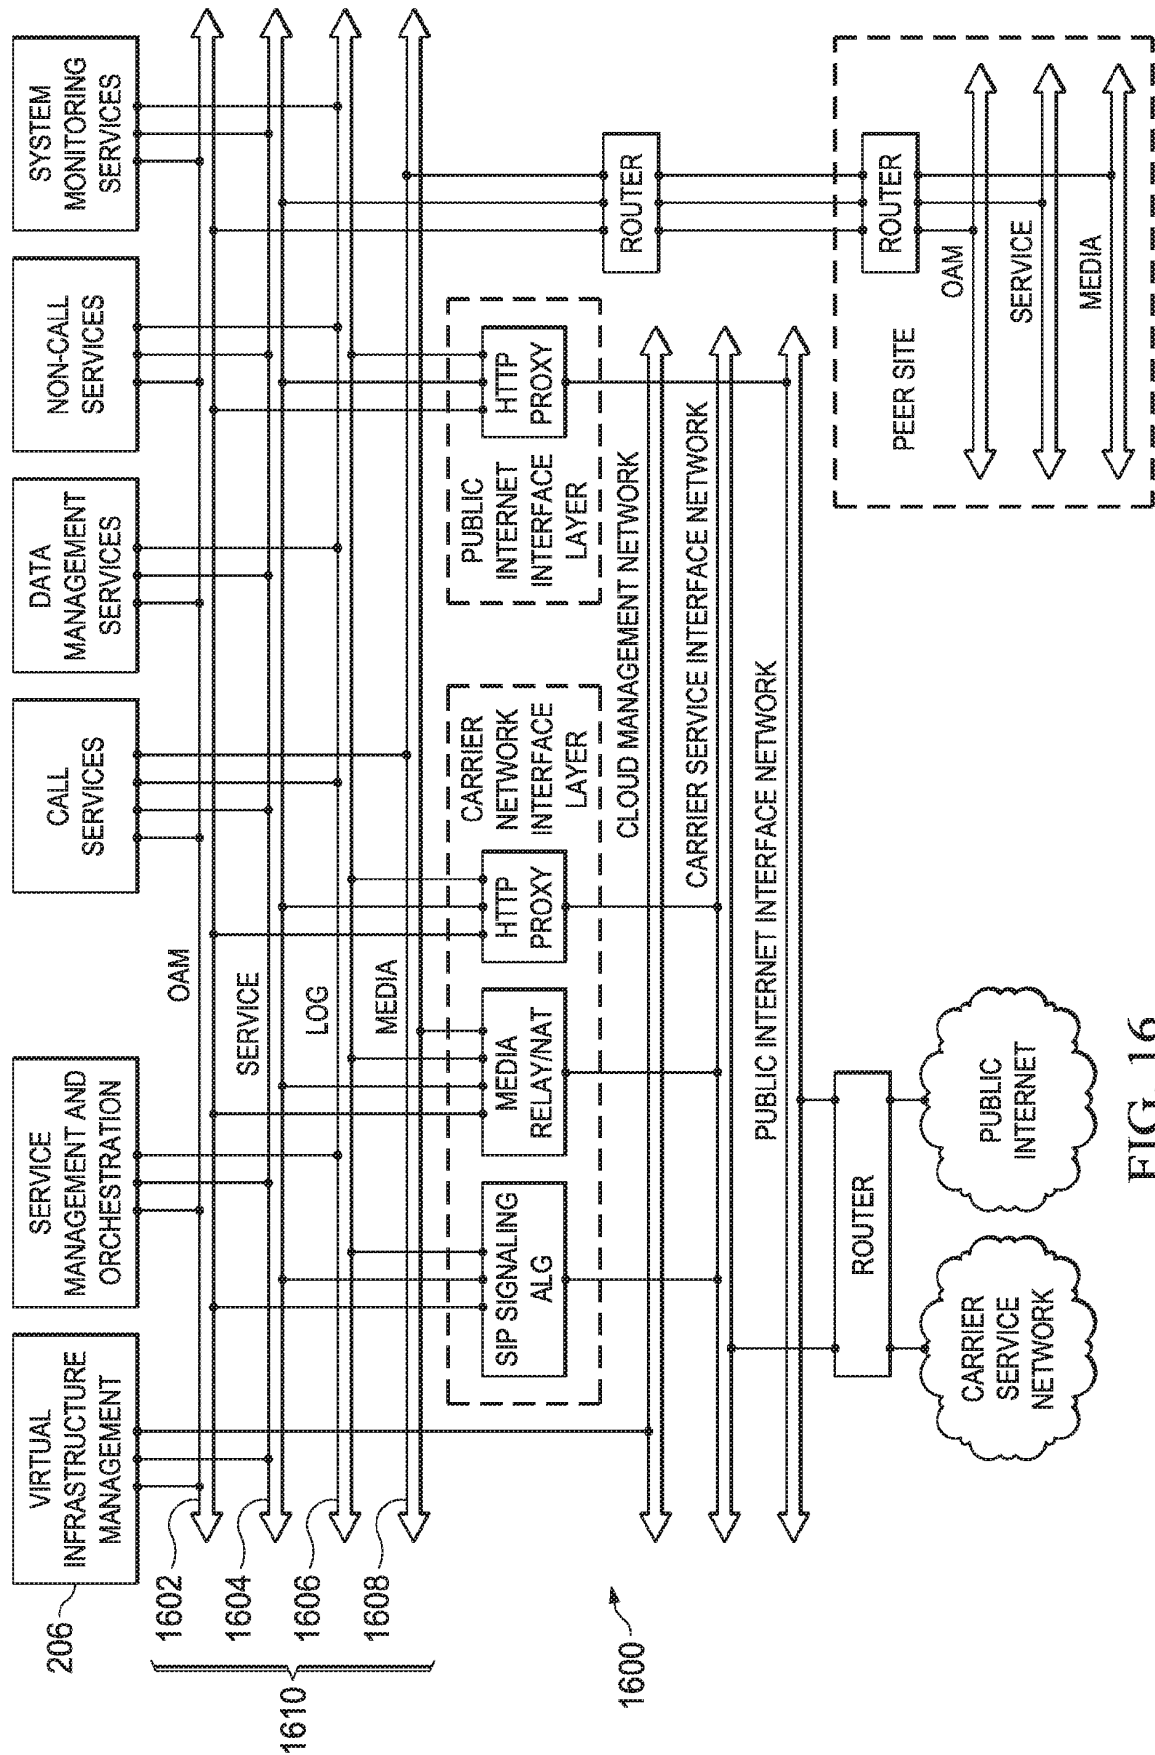 VIRTUAL
INFRASTRUCTURE
MANAGEMENT
SERVICE
MANAGEMENT AND
ORCHESTRATION
CALL
SERVICES
DATA
MANAGEMENT
SERVICES
NON-CALL
SERVICES
SYSTEM
MONITORING
SERVICES
206
1602
OAM
1604
SERVICE
1606
LOG
1608
MEDIA
1610
SIP SIGNALING
ALG
MEDIA
RELAY/NAT
HTTP
PROXY
CARRIER
NETWORK
INTERFACE
LAYER
PUBLIC
INTERNET
INTERFACE
LAYER
HTTP
PROXY
ROUTER
1600
CLOUD MANAGEMENT NETWORK
CARRIER SERVICE INTERFACE NETWORK
PUBLIC INTERNET INTERFACE NETWORK
ROUTER
CARRIER
SERVICE
NETWORK
PUBLIC
INTERNET
PEER SITE
ROUTER
OAM
SERVICE
MEDIA
FIG. 16